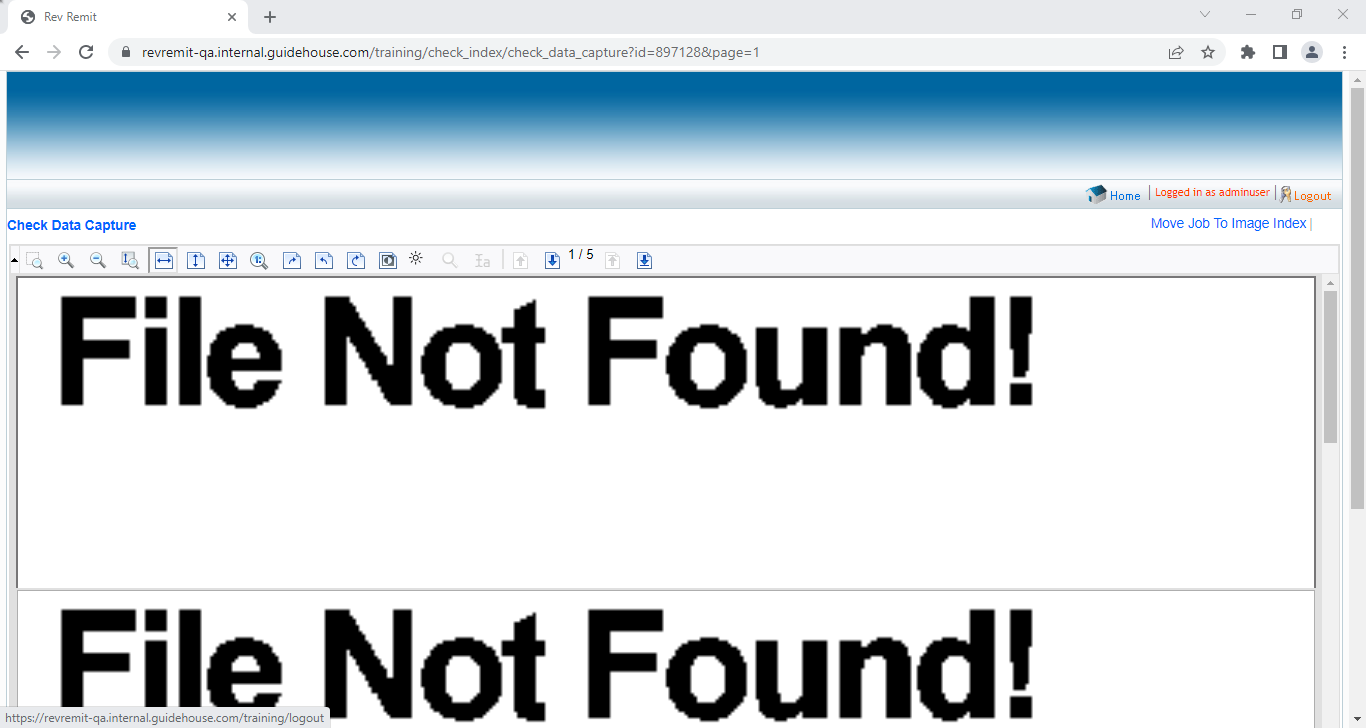 Rev Remit
revremit-qa.internal.guidehouse.com/training/check_index/check_data_capture?id=897128&page=1
Home | Logged in as adminuser | Logout
Check Data Capture
Move Job To Image Index |
1 / 5
File Not Found!
File Not Found!
https://revremit-qa.internal.guidehouse.com/training/logout